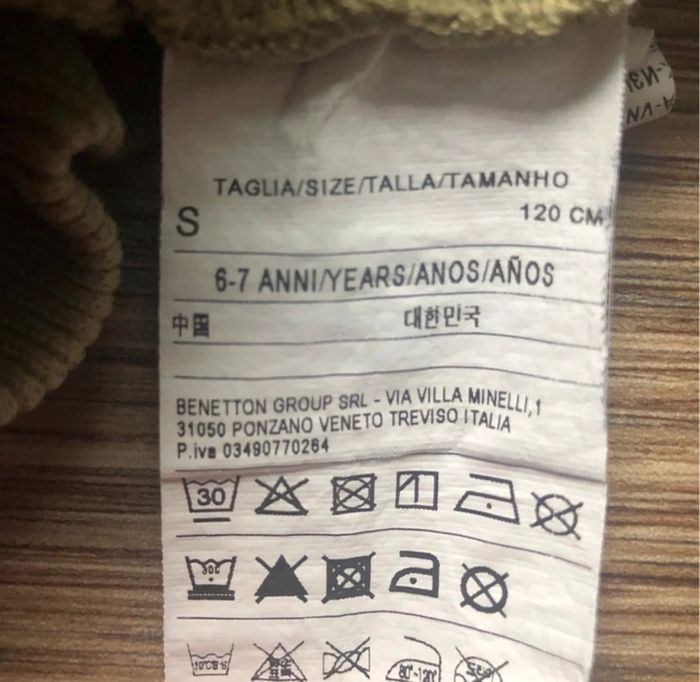 TAGLIA/SIZE/TALLA/TAMANHO
S 120 CM
6-7 ANNI/YEARS/ANOS/AÑOS
中国 대한민국
BENETTON GROUP SRL - VIA VILLA MINELLI,1
31050 PONZANO VENETO TREVISO ITALIA
P.iva 03490770264
30